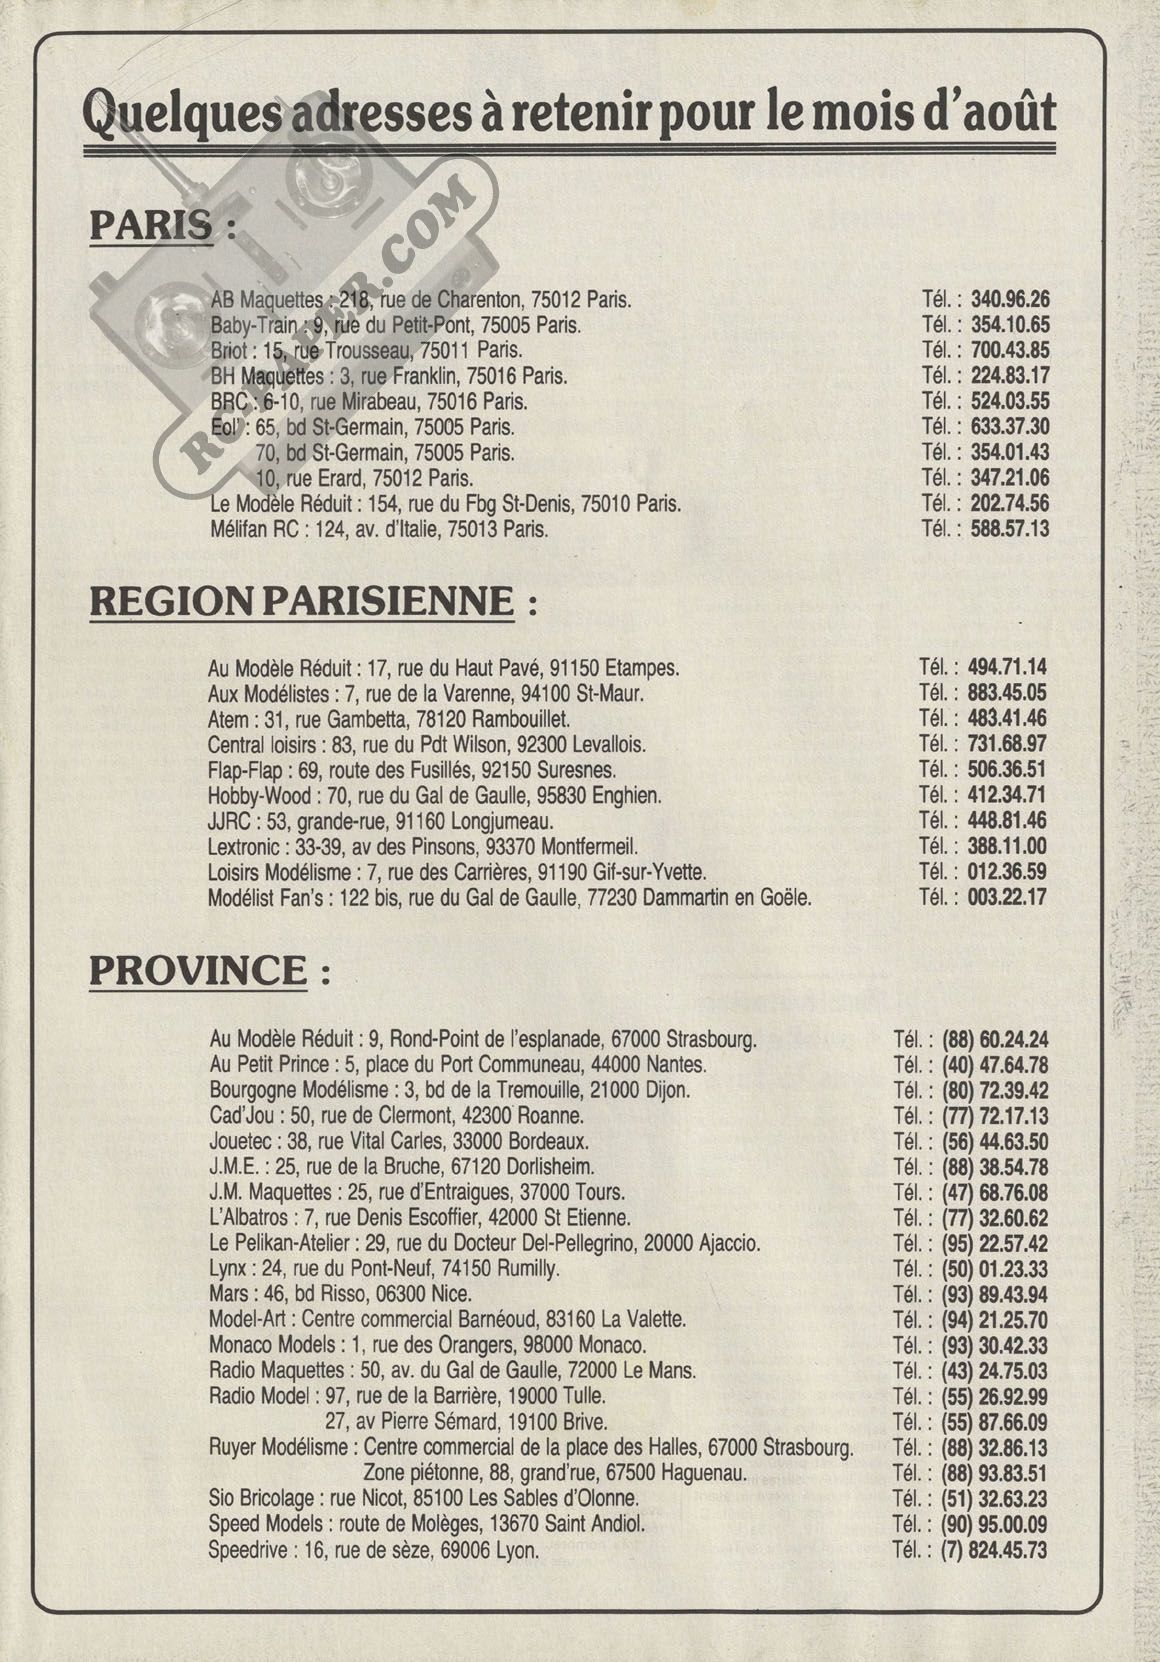 Quelques adresses à retenir pour le mois d'août
PARIS :
AB Maquettes : 218, rue de Charenton, 75012 Paris. Tél. : 340.96.26
Baby-Train : 9, rue du Petit-Pont, 75005 Paris. Tél. : 354.10.65
Briot : 15, rue Trousseau, 75011 Paris. Tél. : 700.43.85
BH Maquettes : 3, rue Franklin, 75016 Paris. Tél. : 224.83.17
BRC : 6-10, rue Mirabeau, 75016 Paris. Tél. : 524.03.55
Eol' : 65, bd St-Germain, 75005 Paris. Tél. : 633.37.30
70, bd St-Germain, 75005 Paris. Tél. : 354.01.43
10, rue Erard, 75012 Paris. Tél. : 347.21.06
Le Modèle Réduit : 154, rue du Fbg St-Denis, 75010 Paris. Tél. : 202.74.56
Mélifan RC : 124, av. d'Italie, 75013 Paris. Tél. : 588.57.13
RC-PAPER.COM
REGION PARISIENNE :
Au Modèle Réduit : 17, rue du Haut Pavé, 91150 Etampes. Tél. : 494.71.14
Aux Modélistes : 7, rue de la Varenne, 94100 St-Maur. Tél. : 883.45.05
Atem : 31, rue Gambetta, 78120 Rambouillet. Tél. : 483.41.46
Central loisirs : 83, rue du Pdt Wilson, 92300 Levallois. Tél. : 731.68.97
Flap-Flap : 69, route des Fusillés, 92150 Suresnes. Tél. : 506.36.51
Hobby-Wood : 70, rue du Gal de Gaulle, 95830 Enghien. Tél. : 412.34.71
JJRC : 53, grande-rue, 91160 Longjumeau. Tél. : 448.81.46
Lextronic : 33-39, av des Pinsons, 93370 Montfermeil. Tél. : 388.11.00
Loisirs Modélisme : 7, rue des Carrières, 91190 Gif-sur-Yvette. Tél. : 012.36.59
Modélist Fan's : 122 bis, rue du Gal de Gaulle, 77230 Dammartin en Goële. Tél. : 003.22.17
PROVINCE :
Au Modèle Réduit : 9, Rond-Point de l'esplanade, 67000 Strasbourg. Tél. : (88) 60.24.24
Au Petit Prince : 5, place du Port Communeau, 44000 Nantes. Tél. : (40) 47.64.78
Bourgogne Modélisme : 3, bd de la Tremouille, 21000 Dijon. Tél. : (80) 72.39.42
Cad'Jou : 50, rue de Clermont, 42300 Roanne. Tél. : (77) 72.17.13
Jouetec : 38, rue Vital Carles, 33000 Bordeaux. Tél. : (56) 44.63.50
J.M.E. : 25, rue de la Bruche, 67120 Dorlisheim. Tél. : (88) 38.54.78
J.M. Maquettes : 25, rue d'Entraigues, 37000 Tours. Tél. : (47) 68.76.08
L'Albatros : 7, rue Denis Escoffier, 42000 St Etienne. Tél. : (77) 32.60.62
Le Pelikan-Atelier : 29, rue du Docteur Del-Pellegrino, 20000 Ajaccio. Tél. : (95) 22.57.42
Lynx : 24, rue du Pont-Neuf, 74150 Rumilly. Tél. : (50) 01.23.33
Mars : 46, bd Risso, 06300 Nice. Tél. : (93) 89.43.94
Model-Art : Centre commercial Barnéoud, 83160 La Valette. Tél. : (94) 21.25.70
Monaco Models : 1, rue des Orangers, 98000 Monaco. Tél. : (93) 30.42.33
Radio Maquettes : 50, av. du Gal de Gaulle, 72000 Le Mans. Tél. : (43) 24.75.03
Radio Model : 97, rue de la Barrière, 19000 Tulle. Tél. : (55) 26.92.99
27, av Pierre Sémard, 19100 Brive. Tél. : (55) 87.66.09
Ruyer Modélisme : Centre commercial de la place des Halles, 67000 Strasbourg. Tél. : (88) 32.86.13
Zone piétonne, 88, grand'rue, 67500 Haguenau. Tél. : (88) 93.83.51
Sio Bricolage : rue Nicot, 85100 Les Sables d'Olonne. Tél. : (51) 32.63.23
Speed Models : route de Molèges, 13670 Saint Andiol. Tél. : (90) 95.00.09
Speedrive : 16, rue de sèze, 69006 Lyon. Tél. : (7) 824.45.73